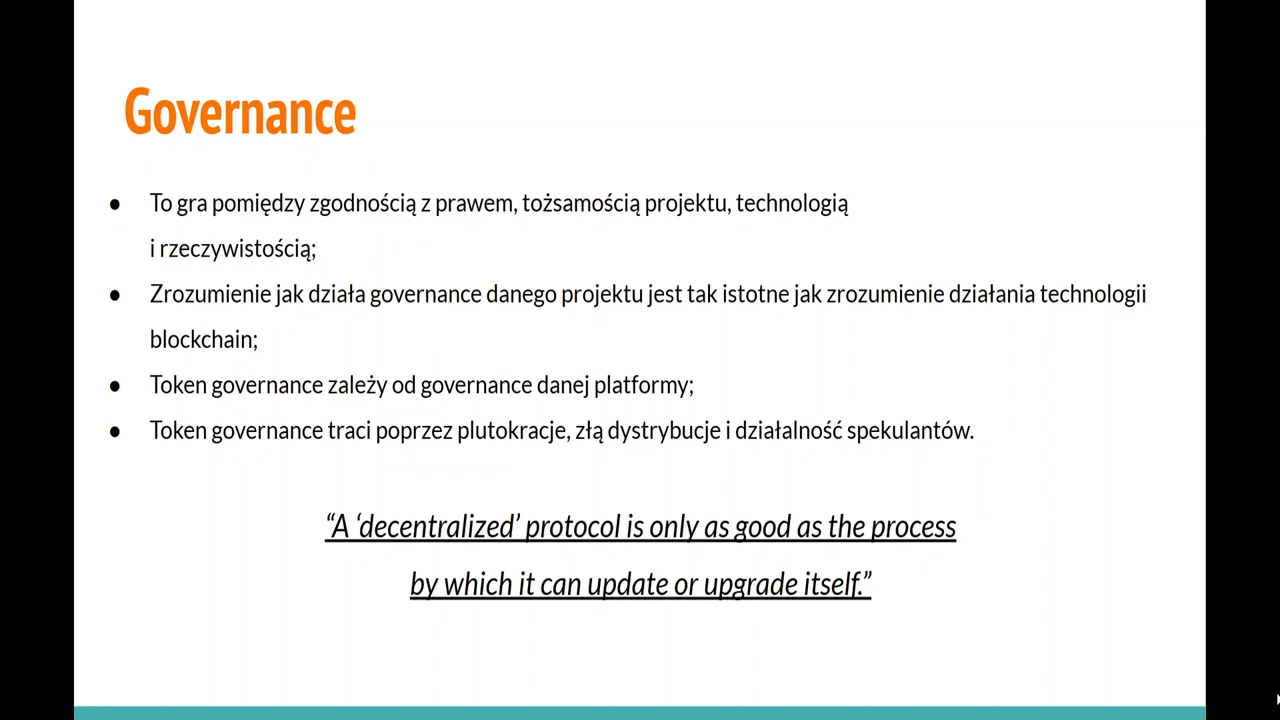 Governance
● To gra pomiędzy zgodnością z prawem, tożsamością projektu, technologią
i rzeczywistością;
● Zrozumienie jak działa governance danego projektu jest tak istotne jak zrozumienie działania technologii
blockchain;
● Token governance zależy od governance danej platformy;
● Token governance traci poprzez plutokracje, złą dystrybucje i działalność spekulantów.
“A ‘decentralized’ protocol is only as good as the process
by which it can update or upgrade itself.”